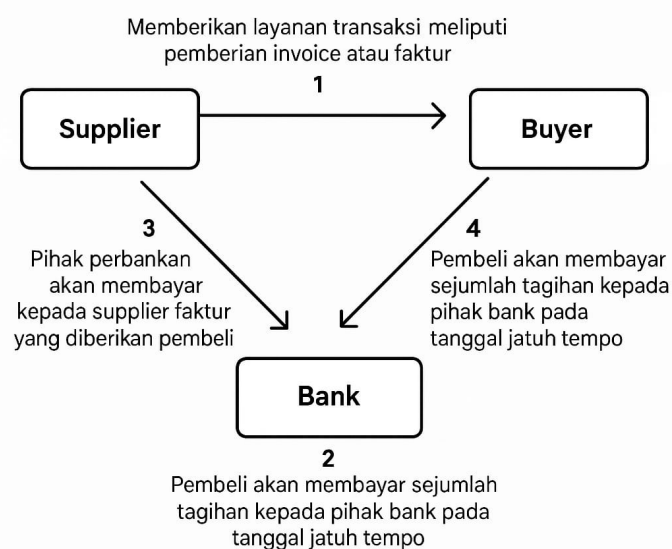 Memberikan layanan transaksi meliputi
pemberian invoice atau faktur
1
Supplier
Buyer
3
Pihak perbankan
akan membayar
kepada supplier faktur
yang diberikan pembeli
4
Pembeli akan membayar
sejumlah tagihan kepada
pihak bank pada
tanggal jatuh tempo
Bank
2
Pembeli akan membayar sejumlah
tagihan kepada pihak bank pada
tanggal jatuh tempo